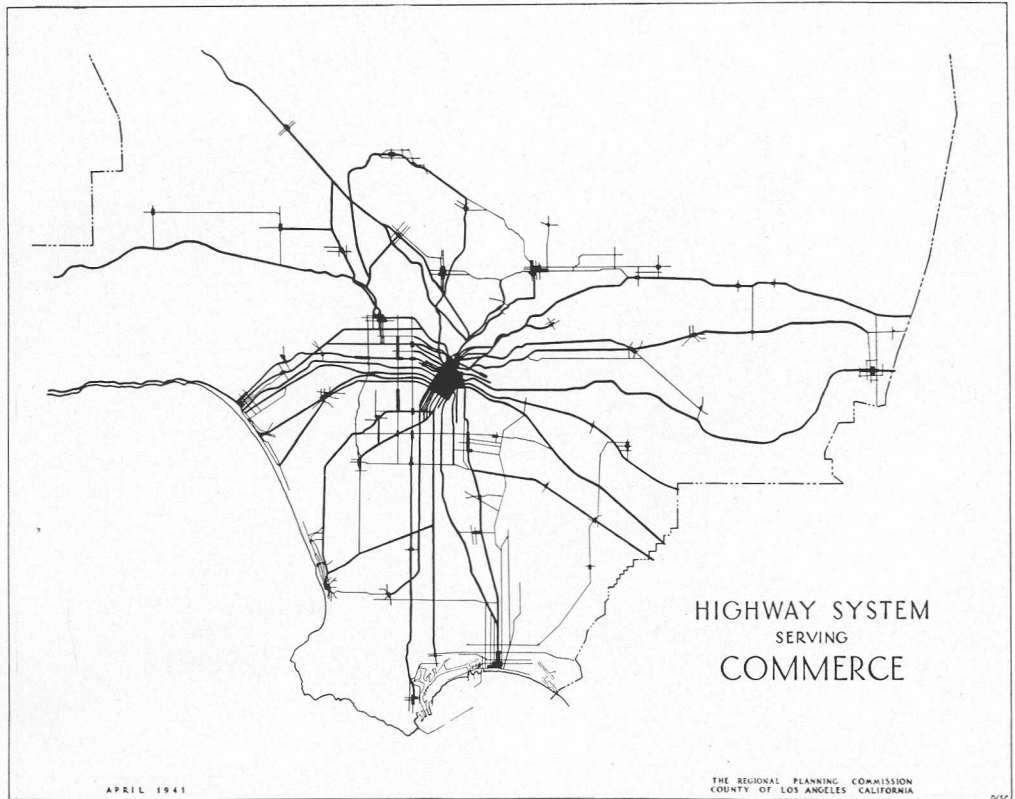 HIGHWAY SYSTEM
SERVING
COMMERCE
APRIL 1941
THE REGIONAL PLANNING COMMISSION
COUNTY OF LOS ANGELES CALIFORNIA